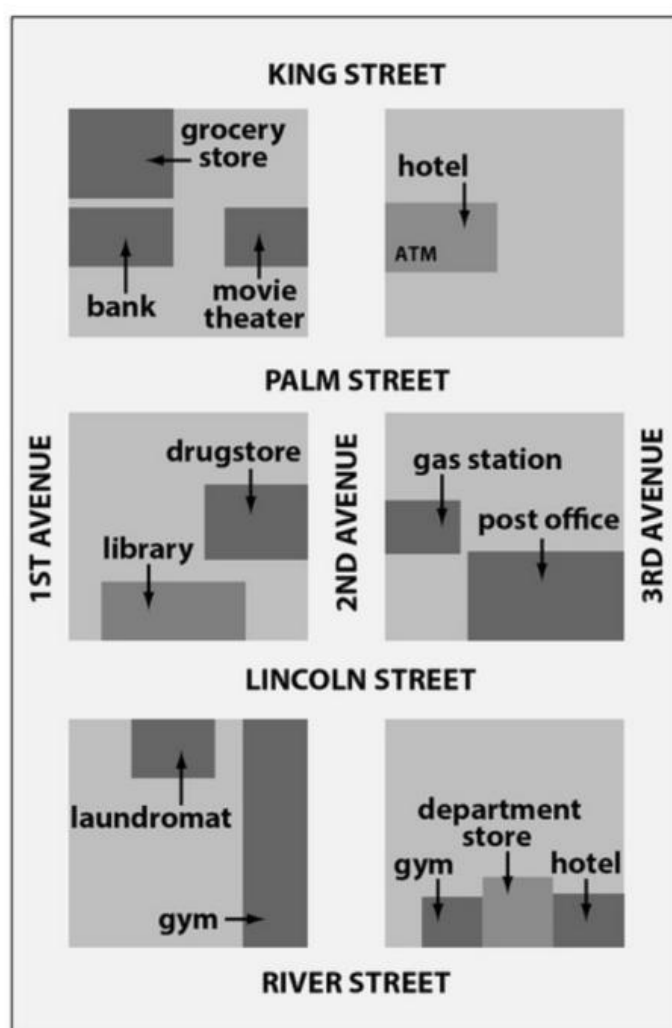 KING STREET
grocery
store
hotel
ATM
bank
movie
theater
PALM STREET
1ST AVENUE
drugstore
library
2ND AVENUE
gas station
post office
3RD AVENUE
LINCOLN STREET
laundromat
gym
department
store
gym
hotel
RIVER STREET